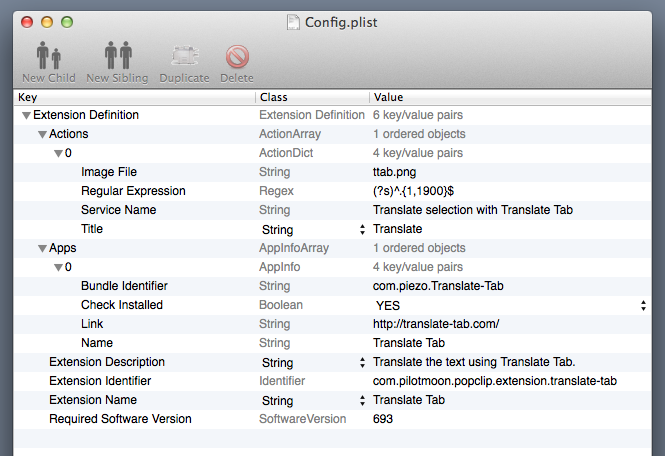 Config.plist
New Child New Sibling Duplicate Delete
Key Class Value
Extension Definition Extension Definition 6 key/value pairs
Actions ActionArray 1 ordered objects
0 ActionDict 4 key/value pairs
Image File String ttab.png
Regular Expression Regex (?s)^.{1,1900}$
Service Name String Translate selection with Translate Tab
Title String Translate
Apps AppInfoArray 1 ordered objects
0 AppInfo 4 key/value pairs
Bundle Identifier String com.piezo.Translate-Tab
Check Installed Boolean YES
Link String http://translate-tab.com/
Name String Translate Tab
Extension Description String Translate the text using Translate Tab.
Extension Identifier Identifier com.pilotmoon.popclip.extension.translate-tab
Extension Name String Translate Tab
Required Software Version SoftwareVersion 693